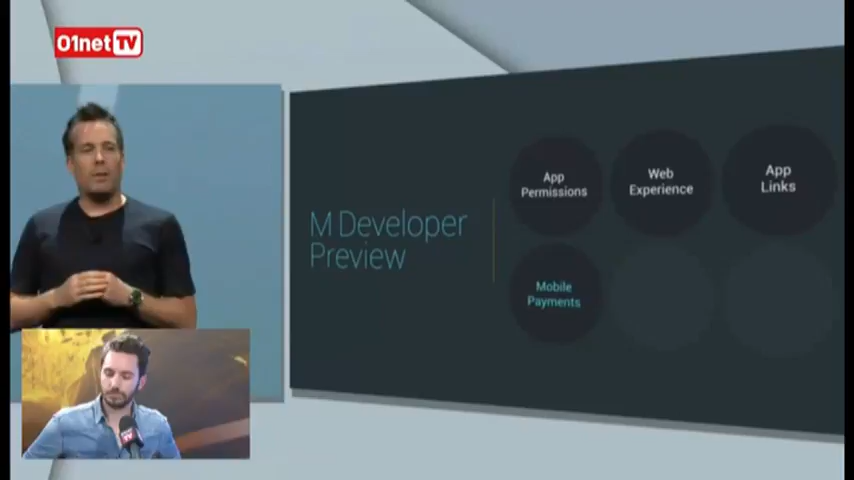 01net TV
M Developer
Preview
App
Permissions
Web
Experience
App
Links
Mobile
Payments